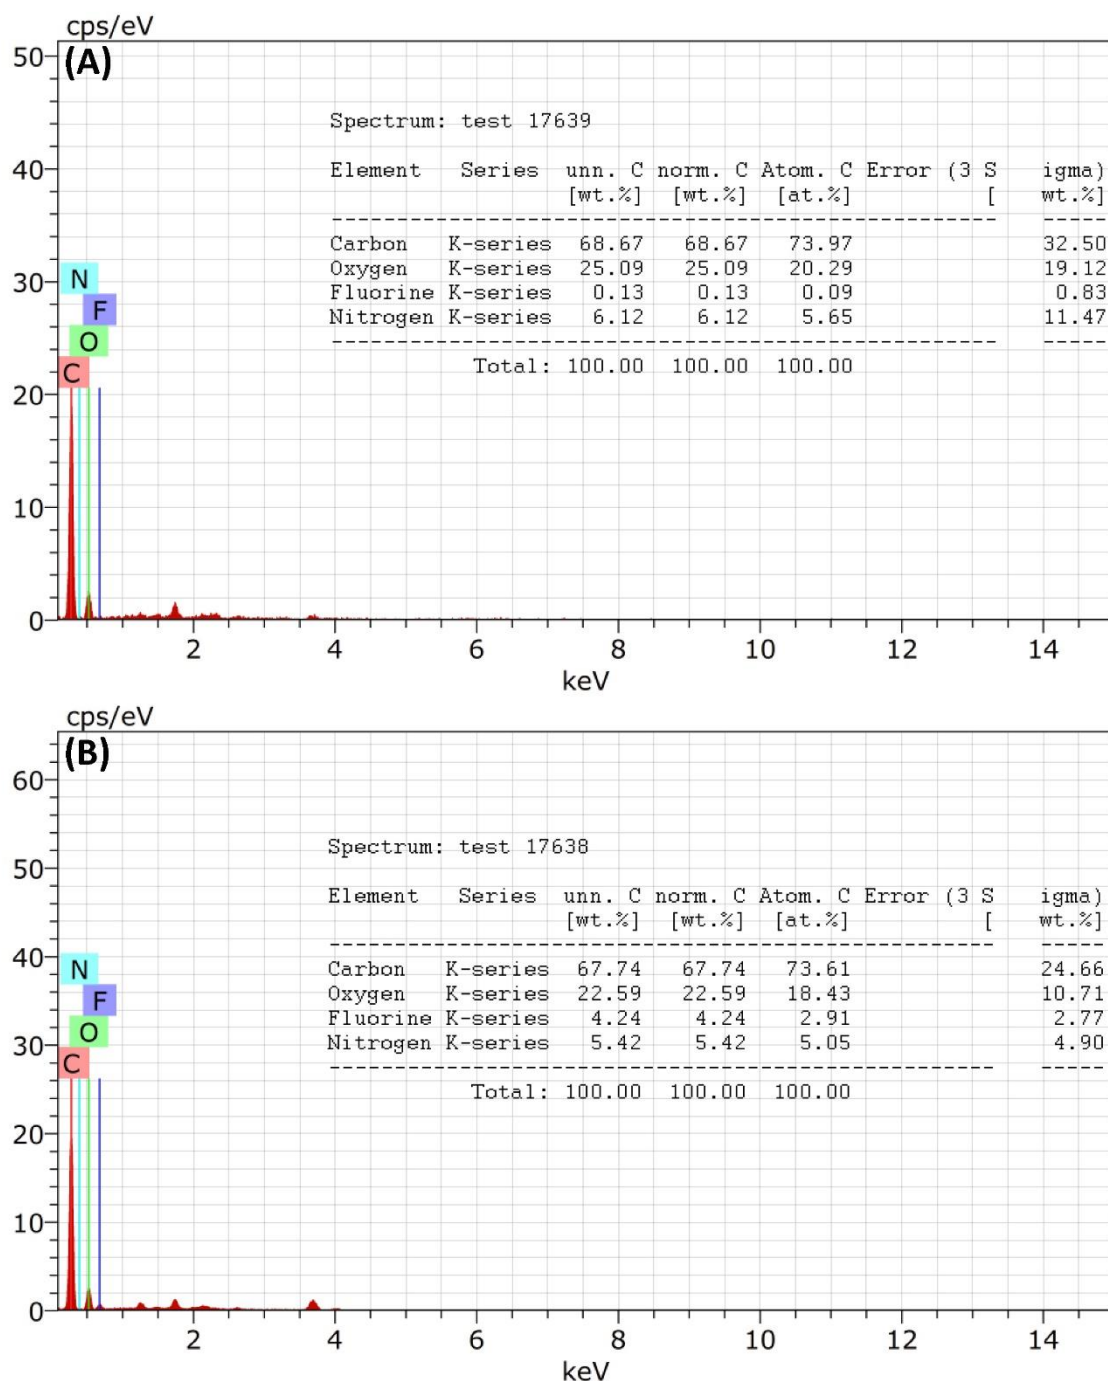 cps/eV
50
(A)
Spectrum: test 17639
Element Series unn. C norm. C Atom. C Error (3 S igma)
[wt.%] [wt.%] [at.%] [ wt.%]
------------------------------------------------------- -----
Carbon K-series 68.67 68.67 73.97 32.50
Oxygen K-series 25.09 25.09 20.29 19.12
Fluorine K-series 0.13 0.13 0.09 0.83
Nitrogen K-series 6.12 6.12 5.65 11.47
------------------------------------------------------- -----
Total: 100.00 100.00 100.00
40
30
N
F
O
C
20
10
0
2 4 6 8 10 12 14
keV
cps/eV
(B)
60
Spectrum: test 17638
Element Series unn. C norm. C Atom. C Error (3 S igma)
[wt.%] [wt.%] [at.%] [ wt.%]
------------------------------------------------------- -----
Carbon K-series 67.74 67.74 73.61 24.66
Oxygen K-series 22.59 22.59 18.43 10.71
Fluorine K-series 4.24 4.24 2.91 2.77
Nitrogen K-series 5.42 5.42 5.05 4.90
------------------------------------------------------- -----
Total: 100.00 100.00 100.00
50
40
N
F
O
30
C
20
10
0
2 4 6 8 10 12 14
keV